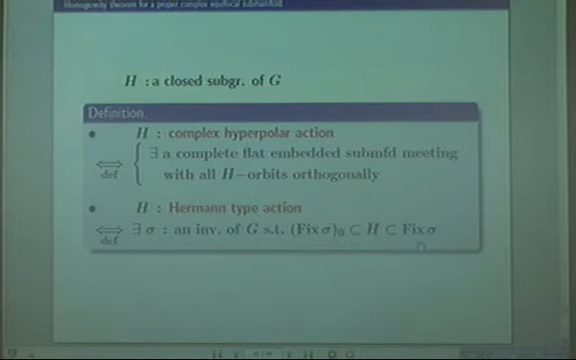 Homogeneity theorem for a proper complex equifocal submanifold
H : a closed subgr. of G
Definition.
• H : complex hyperpolar action
⟺def { ∃ a complete flat embedded submfd meeting
with all H−orbits orthogonally
• H : Hermann type action
⟺def ∃ σ : an inv. of G s.t. (Fix σ)₀ ⊂ H ⊂ Fix σ